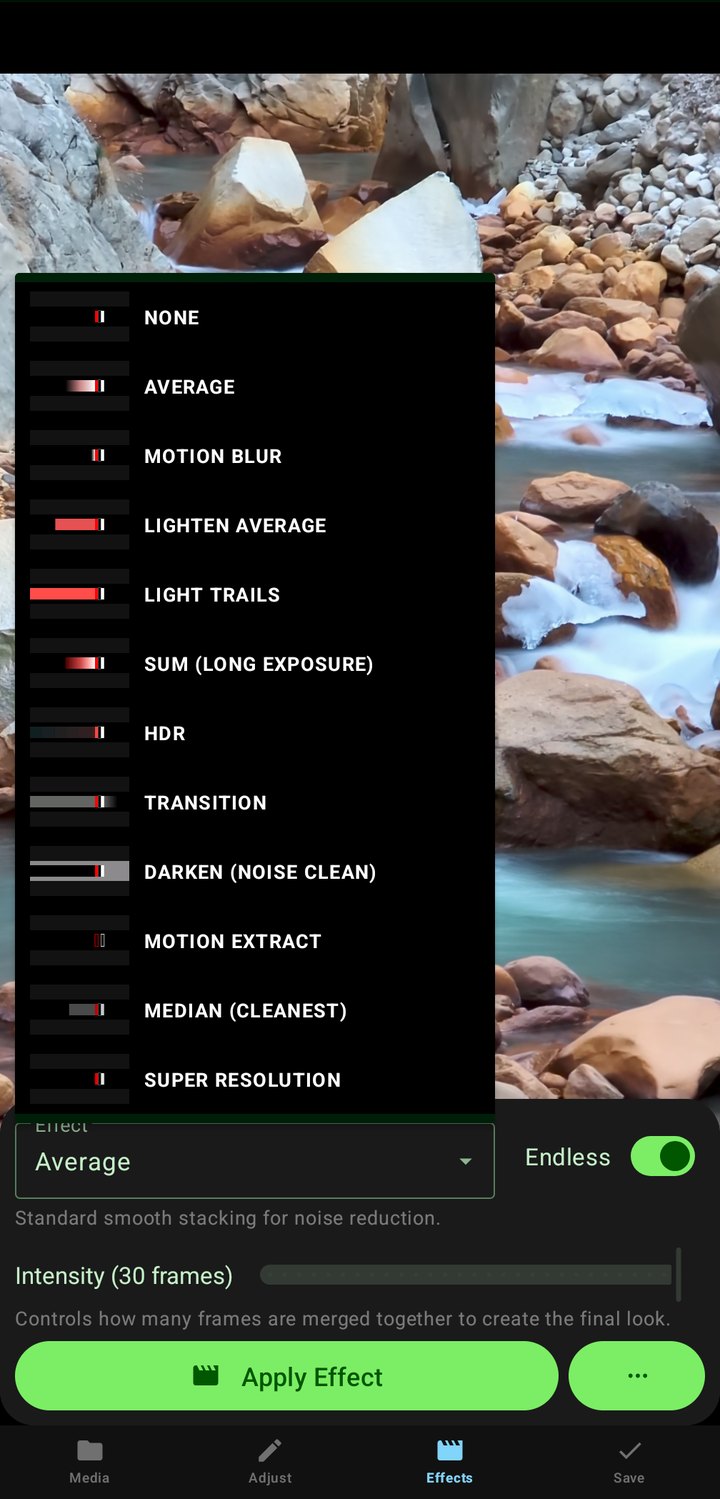 NONE
AVERAGE
MOTION BLUR
LIGHTEN AVERAGE
LIGHT TRAILS
SUM (LONG EXPOSURE)
HDR
TRANSITION
DARKEN (NOISE CLEAN)
MOTION EXTRACT
MEDIAN (CLEANEST)
SUPER RESOLUTION
Effect
Average
Endless
Standard smooth stacking for noise reduction.
Intensity (30 frames)
Controls how many frames are merged together to create the final look.
Apply Effect
Media
Adjust
Effects
Save